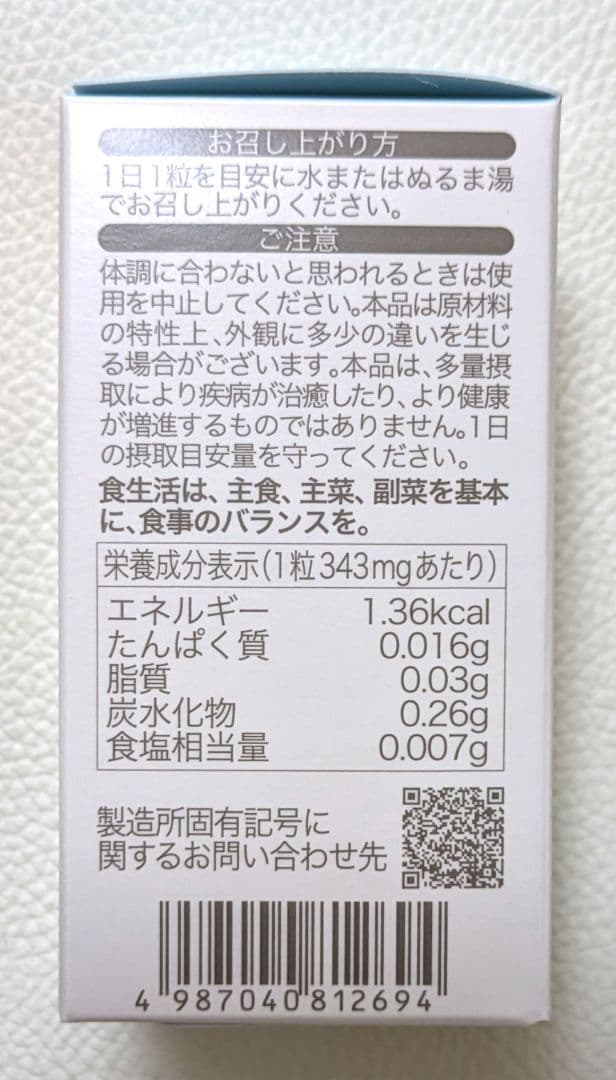 お召し上がり方
1日1粒を目安に水またはぬるま湯
でお召し上がりください。
ご注意
体調に合わないと思われるときは使
用を中止してください。本品は原材料
の特性上、外観に多少の違いを生じ
る場合がございます。本品は、多量摂
取により疾病が治癒したり、より健康
が増進するものではありません。1日
の摂取目安量を守ってください。
食生活は、主食、主菜、副菜を基本
に、食事のバランスを。
栄養成分表示(1粒343mgあたり)
エネルギー 1.36kcal
たんぱく質 0.016g
脂質 0.03g
炭水化物 0.26g
食塩相当量 0.007g
製造所固有記号に
関するお問い合わせ先
4 987040 812694